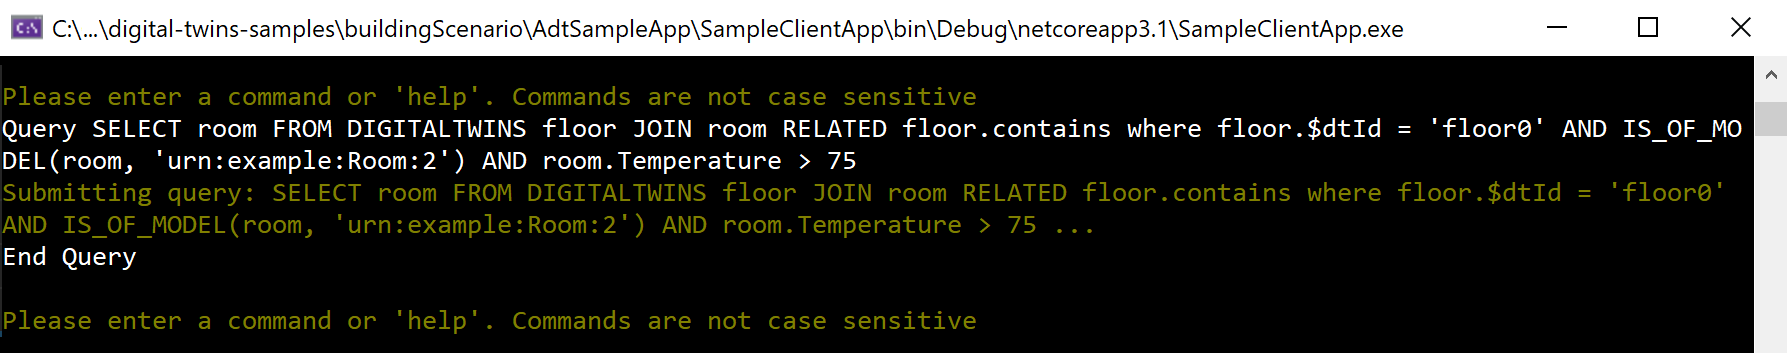 C:\...\digital-twins-samples\buildingScenario\AdtSampleApp\SampleClientApp\bin\Debug\netcoreapp3.1\SampleClientApp.exe
Please enter a command or 'help'. Commands are not case sensitive
Query SELECT room FROM DIGITALTWINS floor JOIN room RELATED floor.contains where floor.$dtId = 'floor0' AND IS_OF_MO
DEL(room, 'urn:example:Room:2') AND room.Temperature > 75
Submitting query: SELECT room FROM DIGITALTWINS floor JOIN room RELATED floor.contains where floor.$dtId = 'floor0'
AND IS_OF_MODEL(room, 'urn:example:Room:2') AND room.Temperature > 75 ...
End Query
Please enter a command or 'help'. Commands are not case sensitive